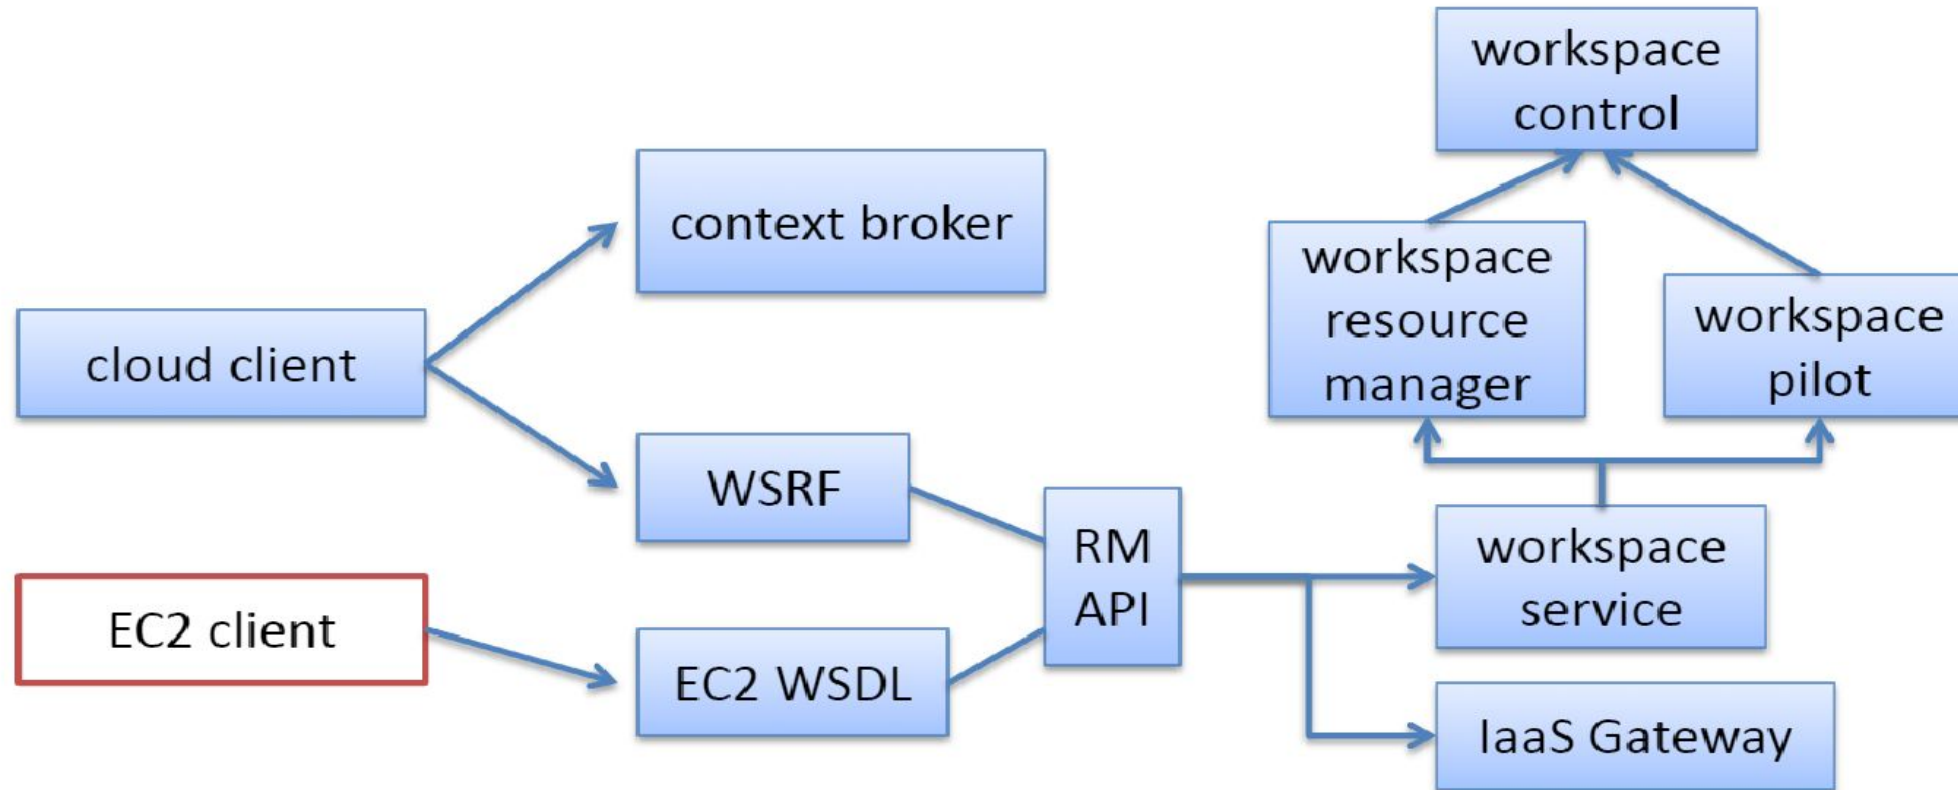 workspace
control
context broker
workspace
resource
manager
workspace
pilot
cloud client
WSRF
RM
API
workspace
service
EC2 client
EC2 WSDL
IaaS Gateway